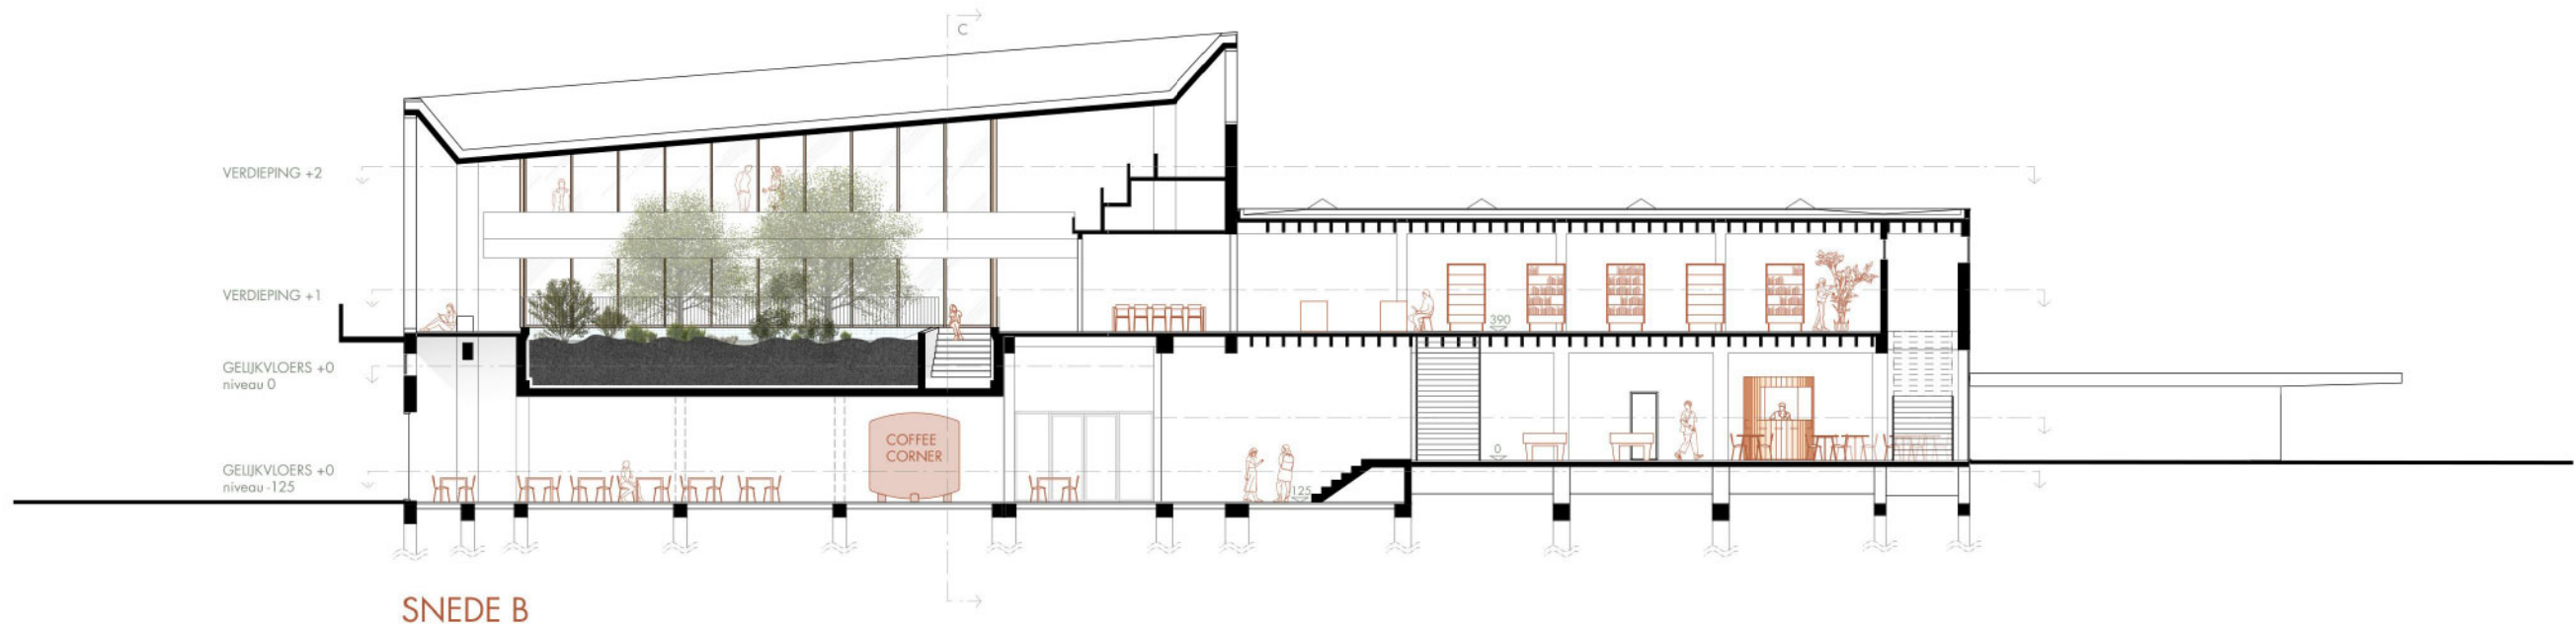 C
VERDIEPING +2
VERDIEPING +1
390
GELIJKVLOERS +0
niveau 0
COFFEE
CORNER
0
GELIJKVLOERS +0
niveau -125
125
SNEDE B